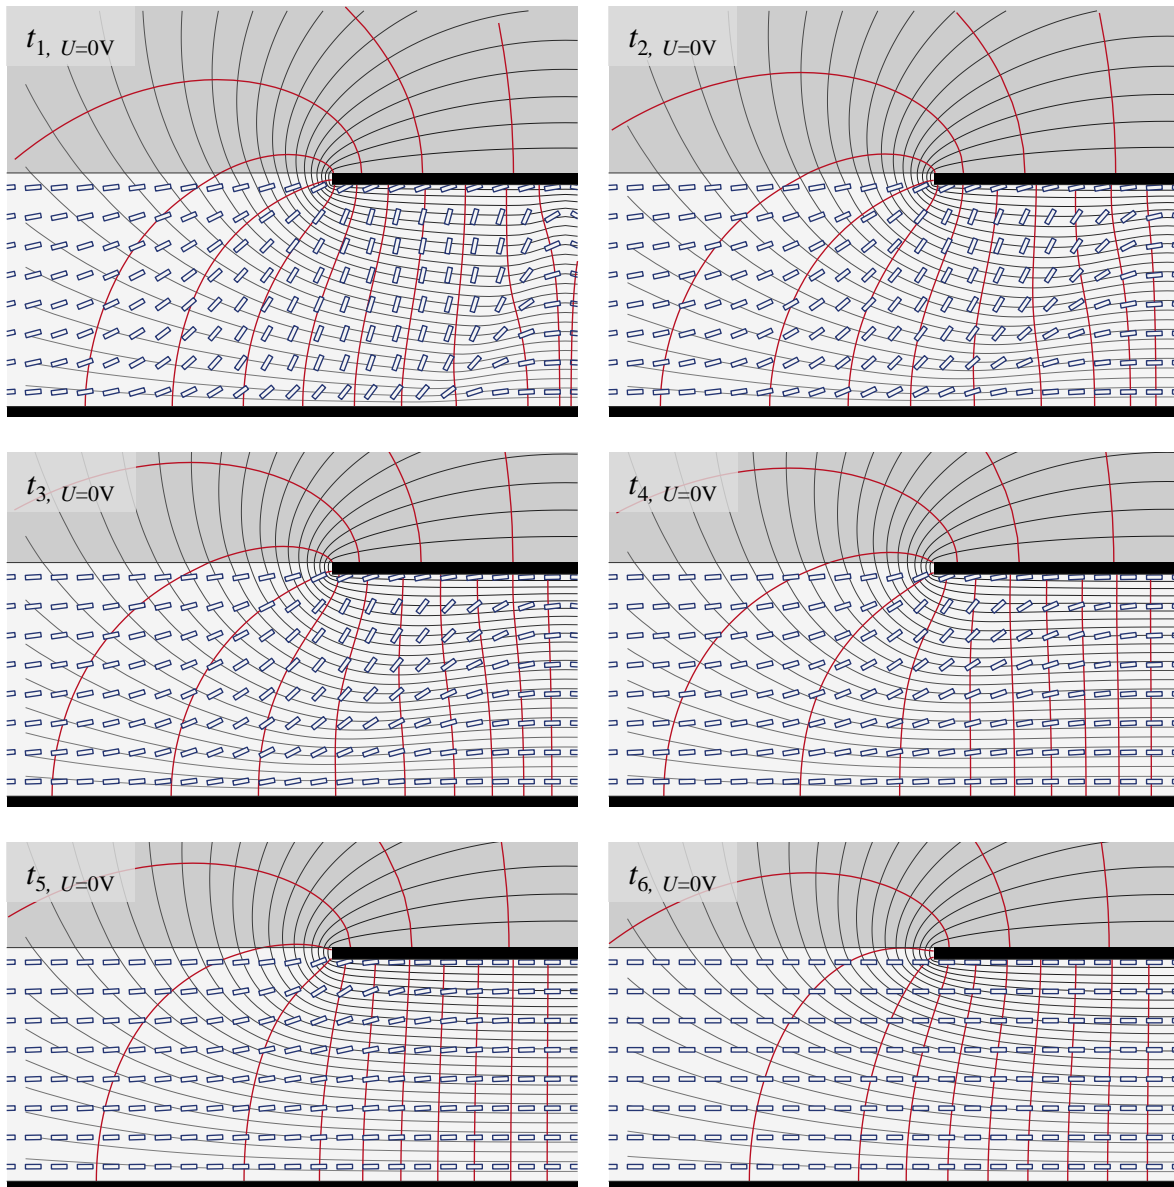 t1, U=0V
t2, U=0V
t3, U=0V
t4, U=0V
t5, U=0V
t6, U=0V